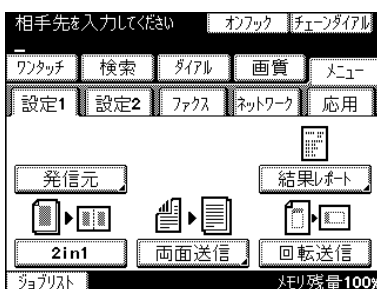 相手先を入力してください オンフック チェーンダイアル
ワンタッチ 検索 ダイアル 画質 メニュー
設定1 設定2 ファクス ネットワーク 応用
発信元 結果レポート
2in1 両面送信 回転送信
ジョブリスト メモリ残量100%